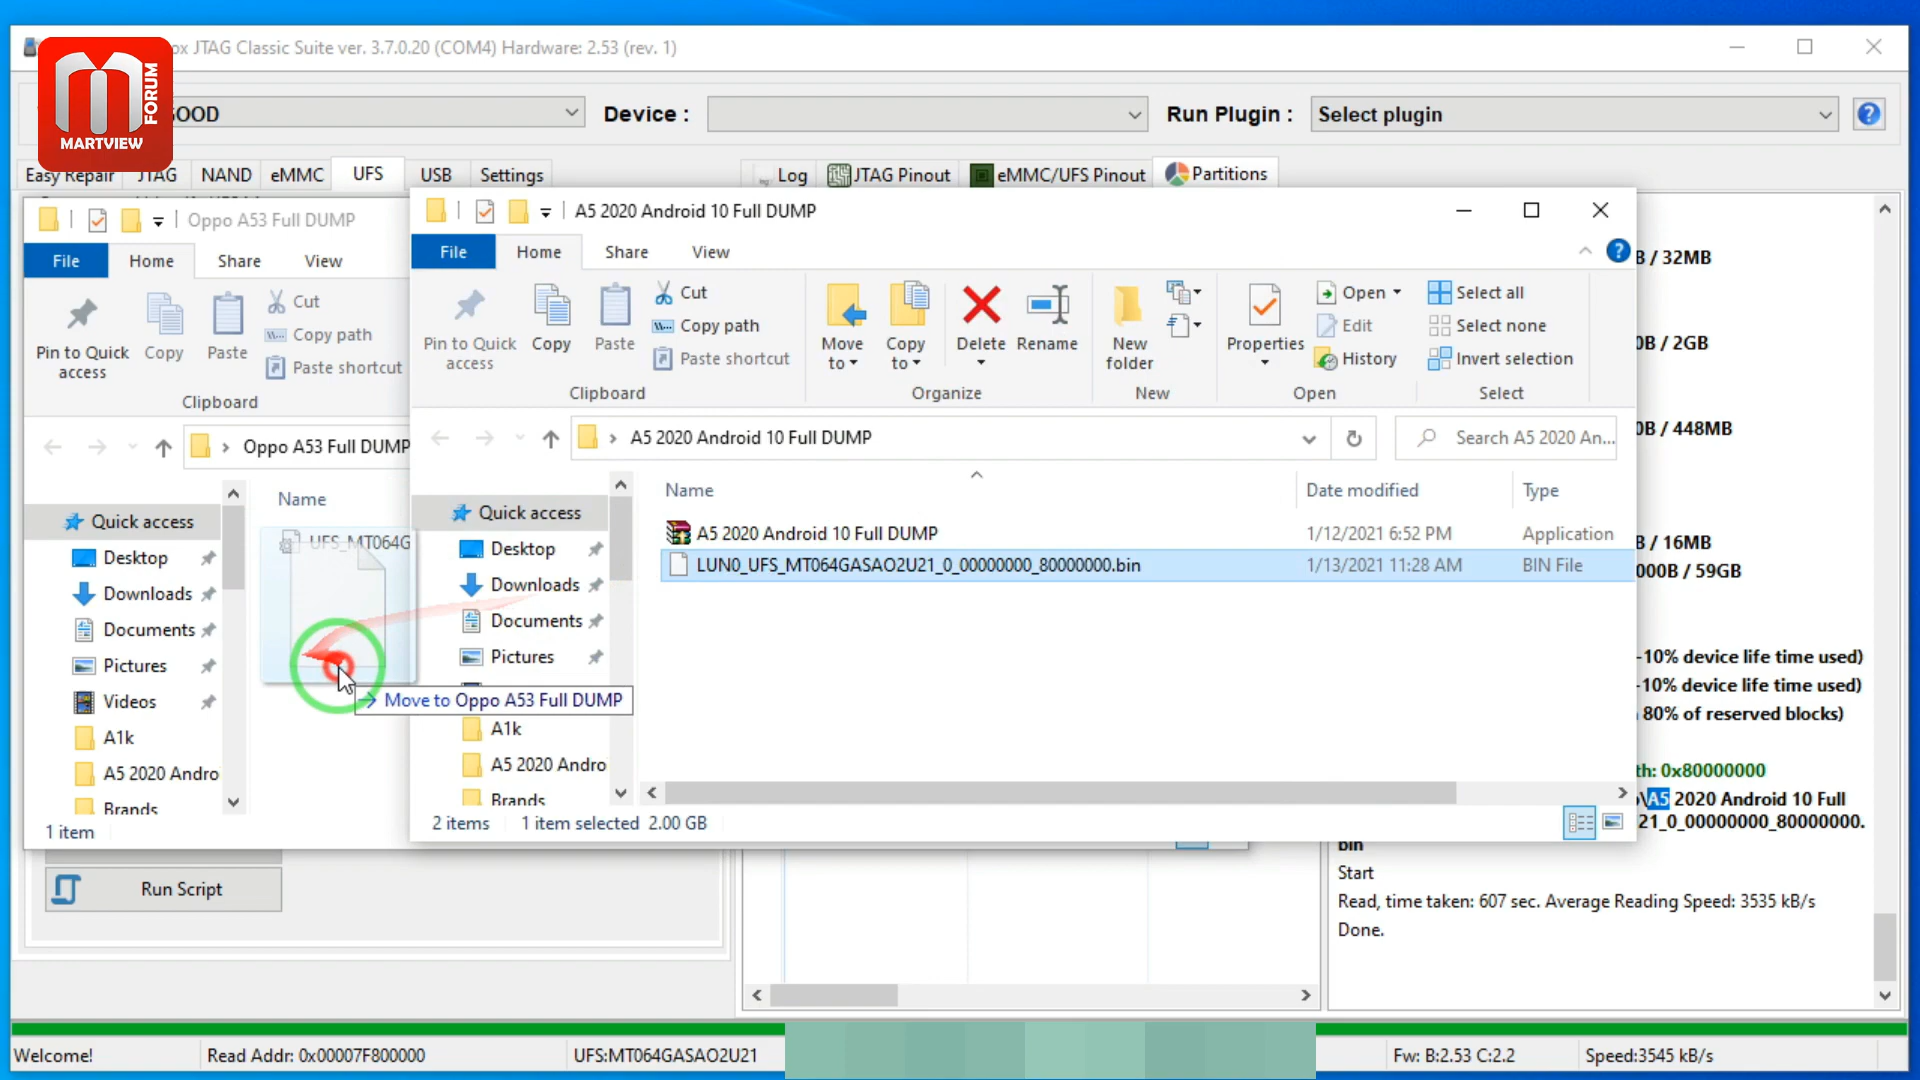 ox JTAG Classic Suite ver. 3.7.0.20 (COM4) Hardware: 2.53 (rev. 1)
FORUM
MARTVIEW
GOOD
Device :
Run Plugin :
Select plugin
Easy Repair
JTAG
NAND
eMMC
UFS
USB
Settings
Log
JTAG Pinout
eMMC/UFS Pinout
Partitions
Oppo A53 Full DUMP
File
Home
Share
View
Pin to Quick access
Copy
Paste
Cut
Copy path
Paste shortcut
Clipboard
Oppo A53 Full DUMP
Name
UFS_MT064G
Quick access
Desktop
Downloads
Documents
Pictures
Videos
A1k
A5 2020 Andro
Brands
1 item
A5 2020 Android 10 Full DUMP
File
Home
Share
View
Pin to Quick access
Copy
Paste
Cut
Copy path
Paste shortcut
Clipboard
Move to
Copy to
Delete
Rename
Organize
New folder
New
Properties
Open
Edit
History
Open
Select all
Select none
Invert selection
Select
A5 2020 Android 10 Full DUMP
Search A5 2020 An...
Name
Date modified
Type
A5 2020 Android 10 Full DUMP
1/12/2021 6:52 PM
Application
LUN0_UFS_MT064GASAO2U21_0_00000000_80000000.bin
1/13/2021 11:28 AM
BIN File
Quick access
Desktop
Downloads
Documents
Pictures
A1k
A5 2020 Andro
Brands
Move to Oppo A53 Full DUMP
2 items
1 item selected 2.00 GB
B / 32MB
0B / 2GB
0B / 448MB
B / 16MB
000B / 59GB
-10% device life time used)
-10% device life time used)
80% of reserved blocks)
th: 0x80000000
\A5 2020 Android 10 Full
21_0_00000000_80000000.
bin
Start
Read, time taken: 607 sec. Average Reading Speed: 3535 kB/s
Done.
Run Script
Welcome!
Read Addr: 0x00007F800000
UFS:MT064GASAO2U21
Fw: B:2.53 C:2.2
Speed:3545 kB/s